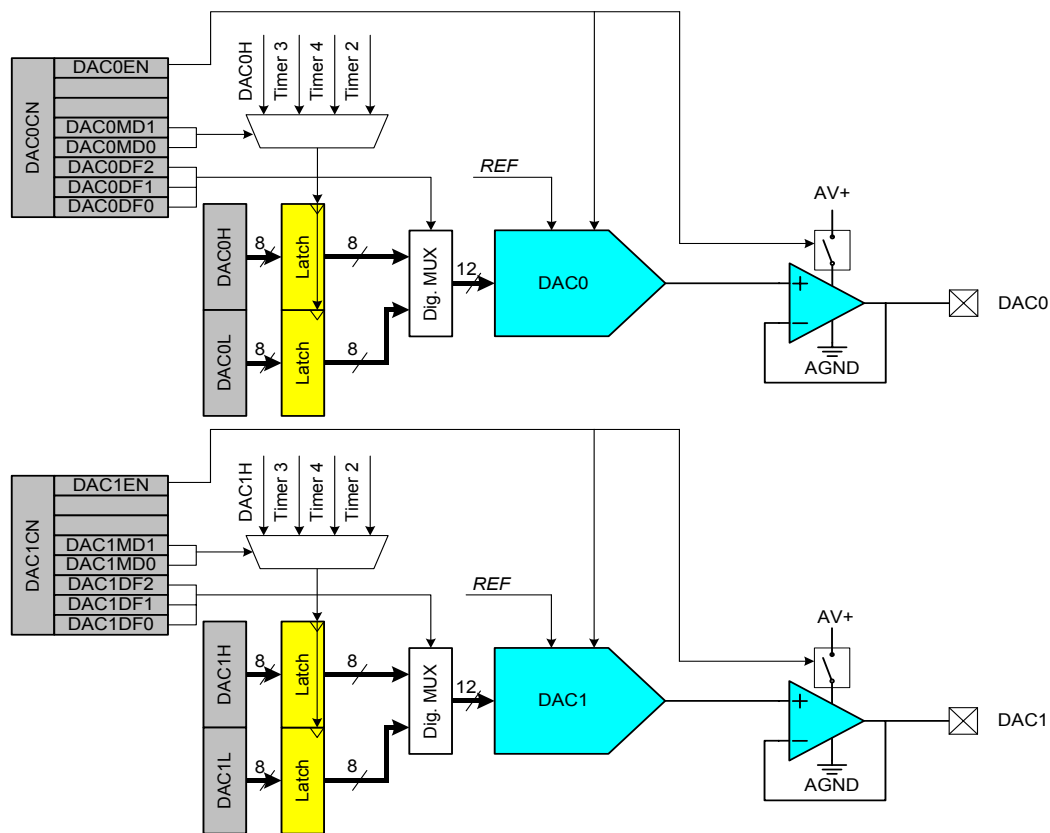 DAC0CN
DAC0EN
DAC0MD1
DAC0MD0
DAC0DF2
DAC0DF1
DAC0DF0
DAC0H
Timer 3
Timer 4
Timer 2
REF
AV+
DAC0H
8
Latch
8
Dig. MUX
12
DAC0
+
−
DAC0
DAC0L
8
Latch
8
AGND
DAC1CN
DAC1EN
DAC1MD1
DAC1MD0
DAC1DF2
DAC1DF1
DAC1DF0
DAC1H
Timer 3
Timer 4
Timer 2
REF
AV+
DAC1H
8
Latch
8
Dig. MUX
12
DAC1
+
−
DAC1
DAC1L
8
Latch
8
AGND